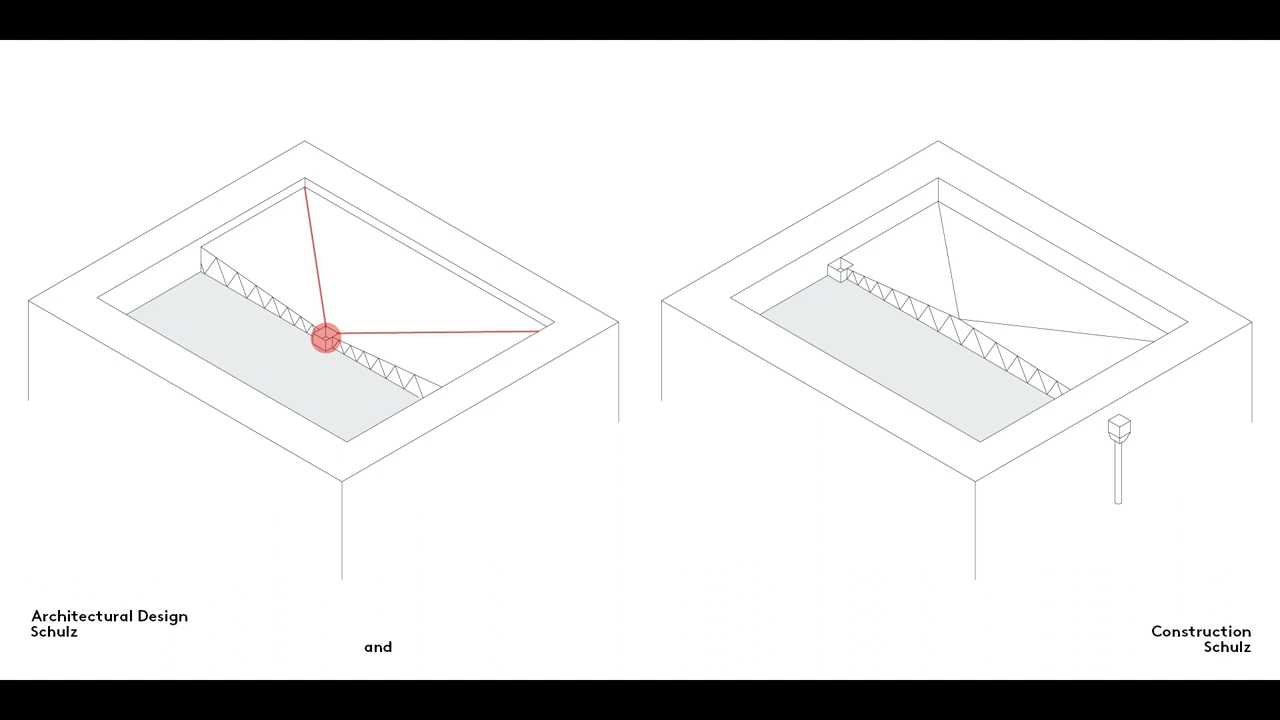 Architectural Design
Schulz
and
Construction
Schulz